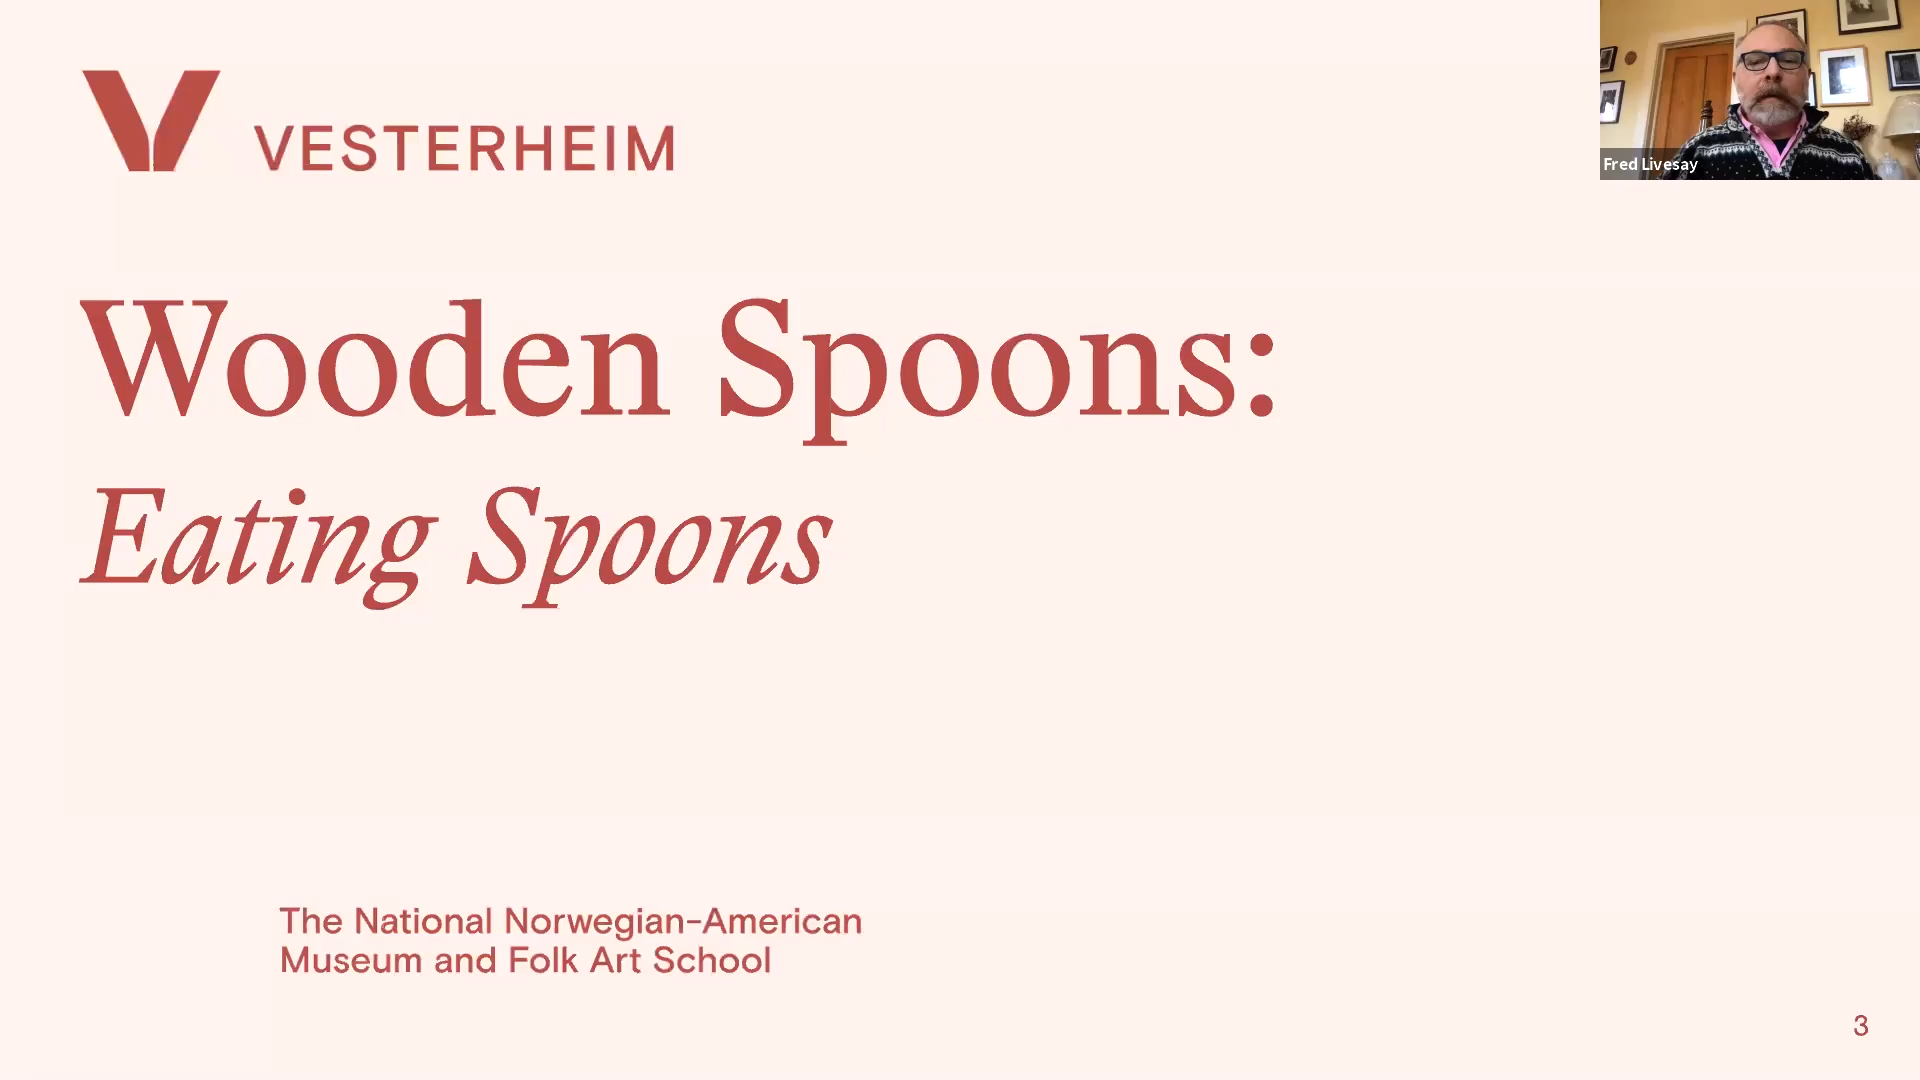 VESTERHEIM
Fred Livesay
Wooden Spoons:
Eating Spoons
The National Norwegian-American
Museum and Folk Art School
3